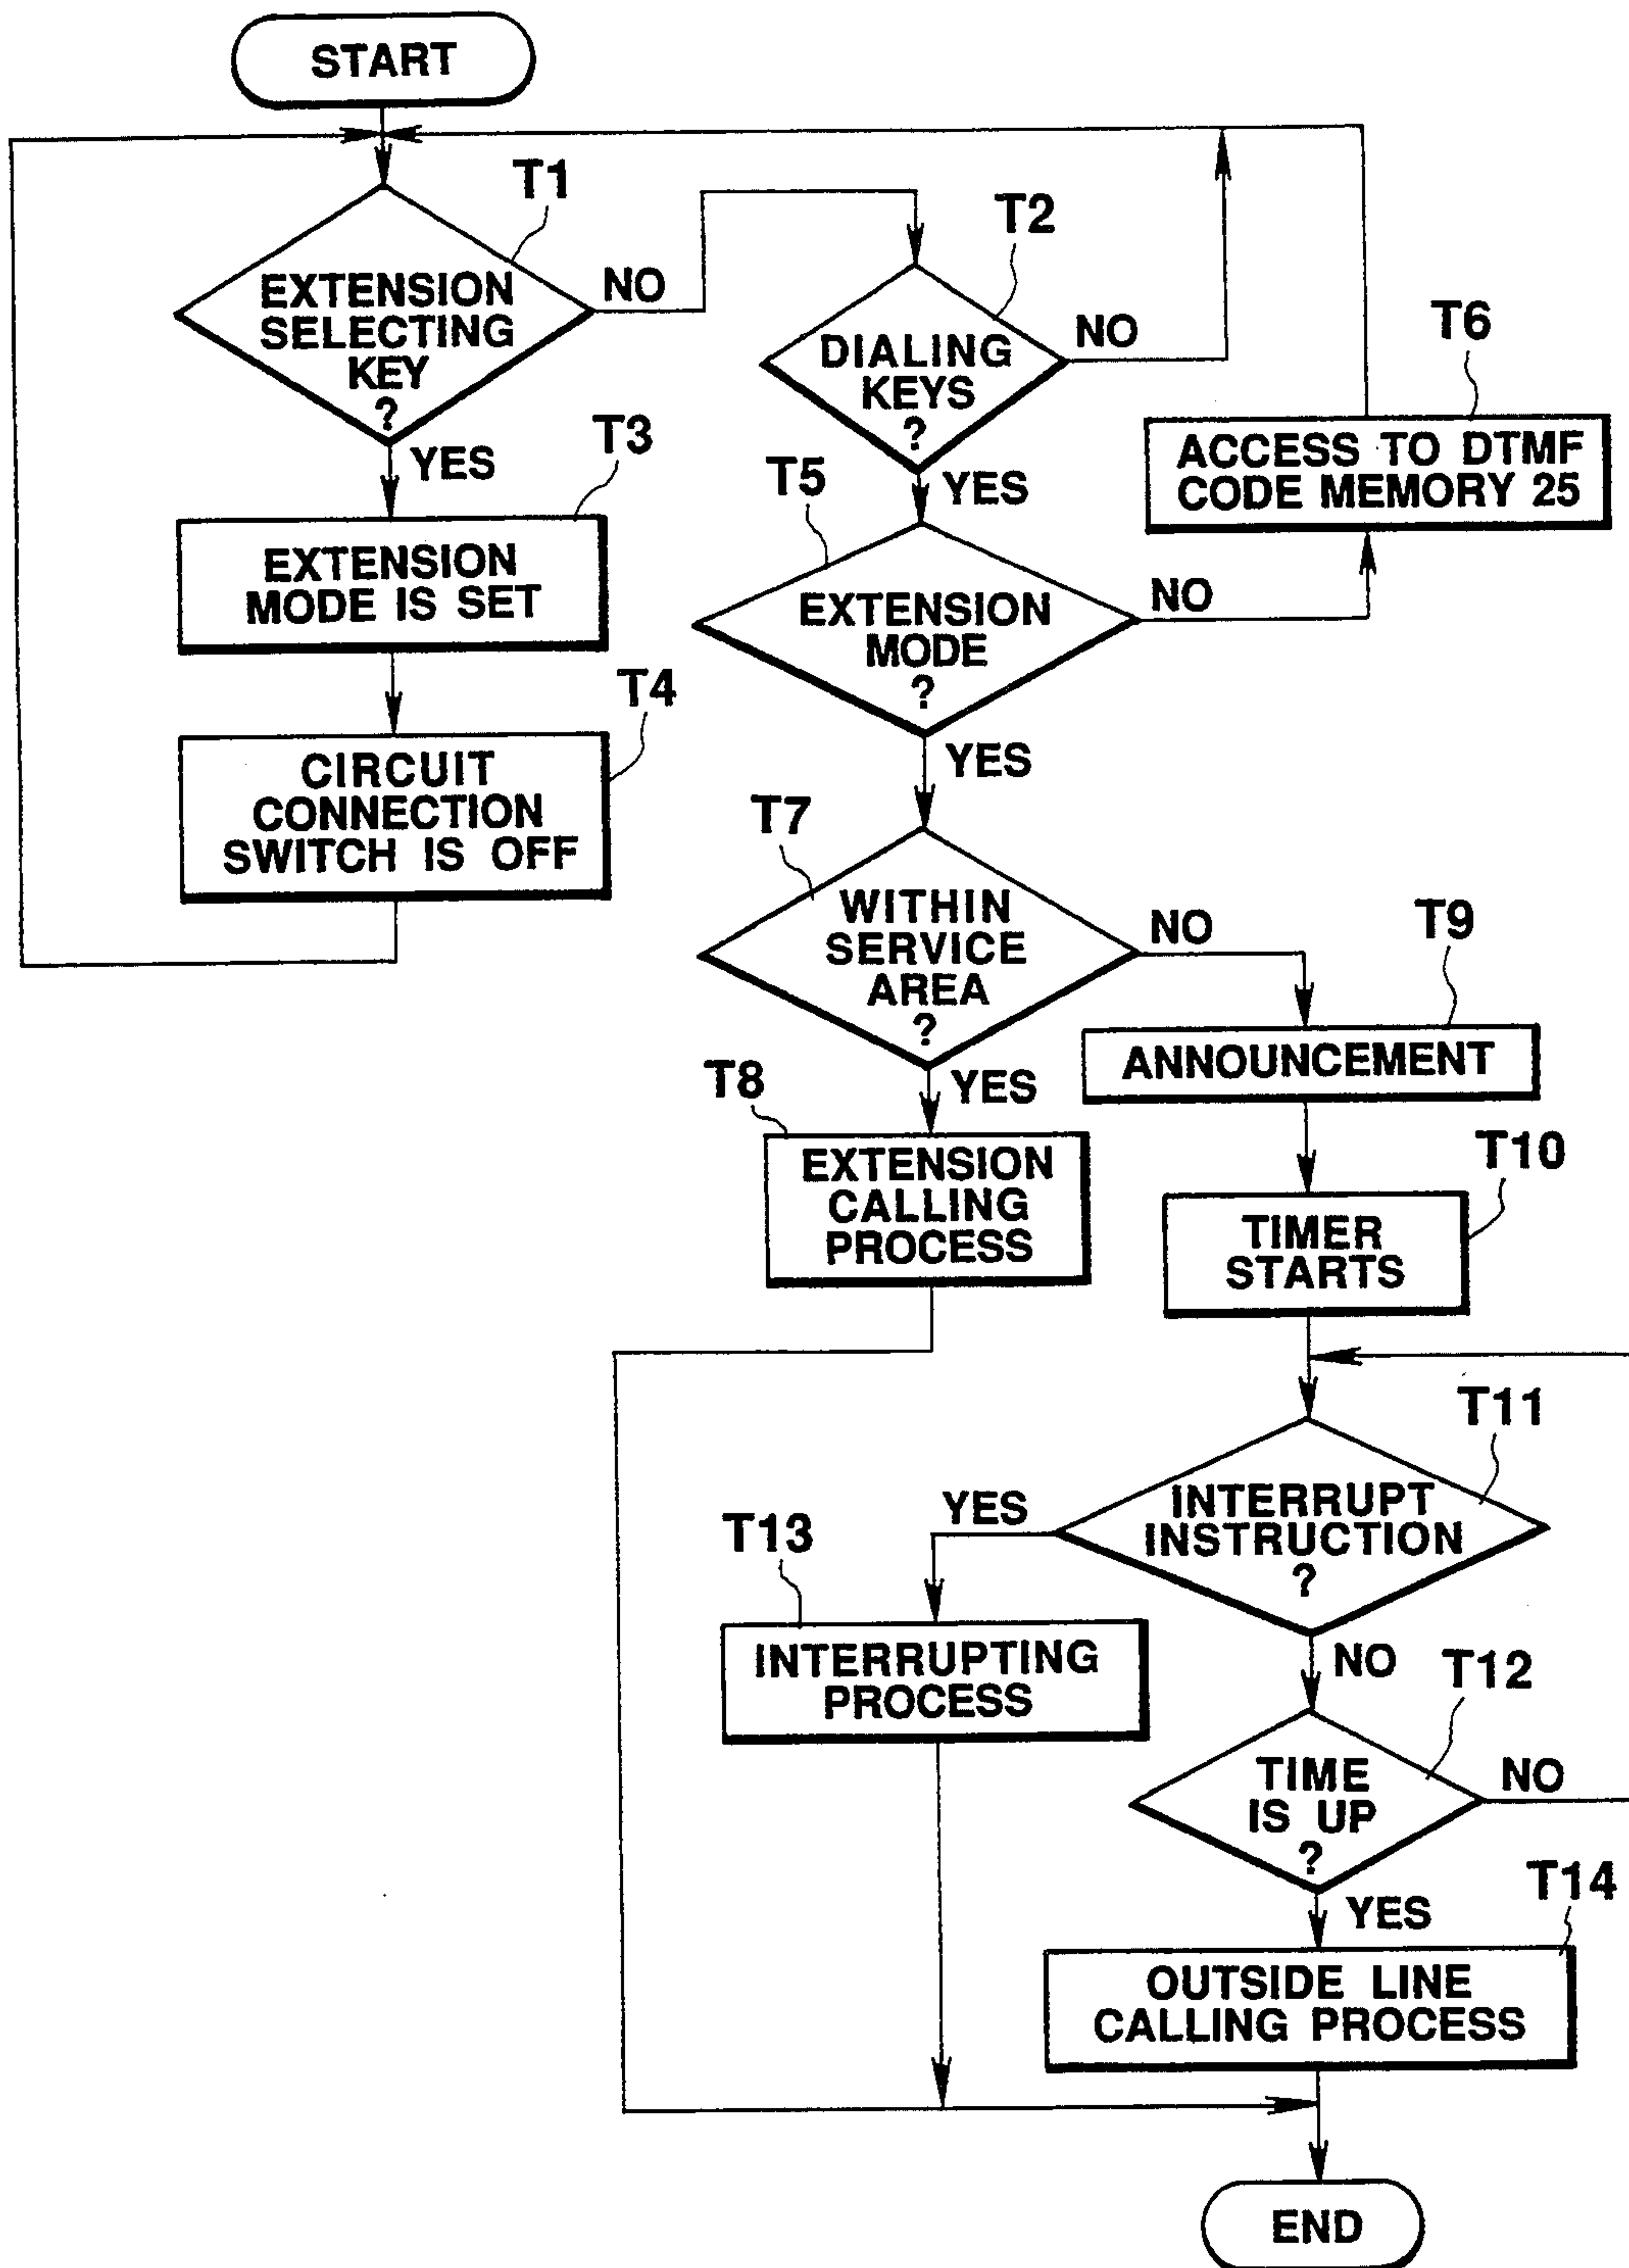 START
T1
EXTENSION
SELECTING
KEY
?
NO
YES
T2
DIALING
KEYS
?
NO
YES
T3
EXTENSION
MODE IS SET
T4
CIRCUIT
CONNECTION
SWITCH IS OFF
T5
EXTENSION
MODE
?
NO
YES
T6
ACCESS TO DTMF
CODE MEMORY 25
T7
WITHIN
SERVICE
AREA
?
NO
YES
T8
EXTENSION
CALLING
PROCESS
T9
ANNOUNCEMENT
T10
TIMER
STARTS
T11
INTERRUPT
INSTRUCTION
?
YES
NO
T13
INTERRUPTING
PROCESS
T12
TIME
IS UP
?
NO
YES
T14
OUTSIDE LINE
CALLING PROCESS
END